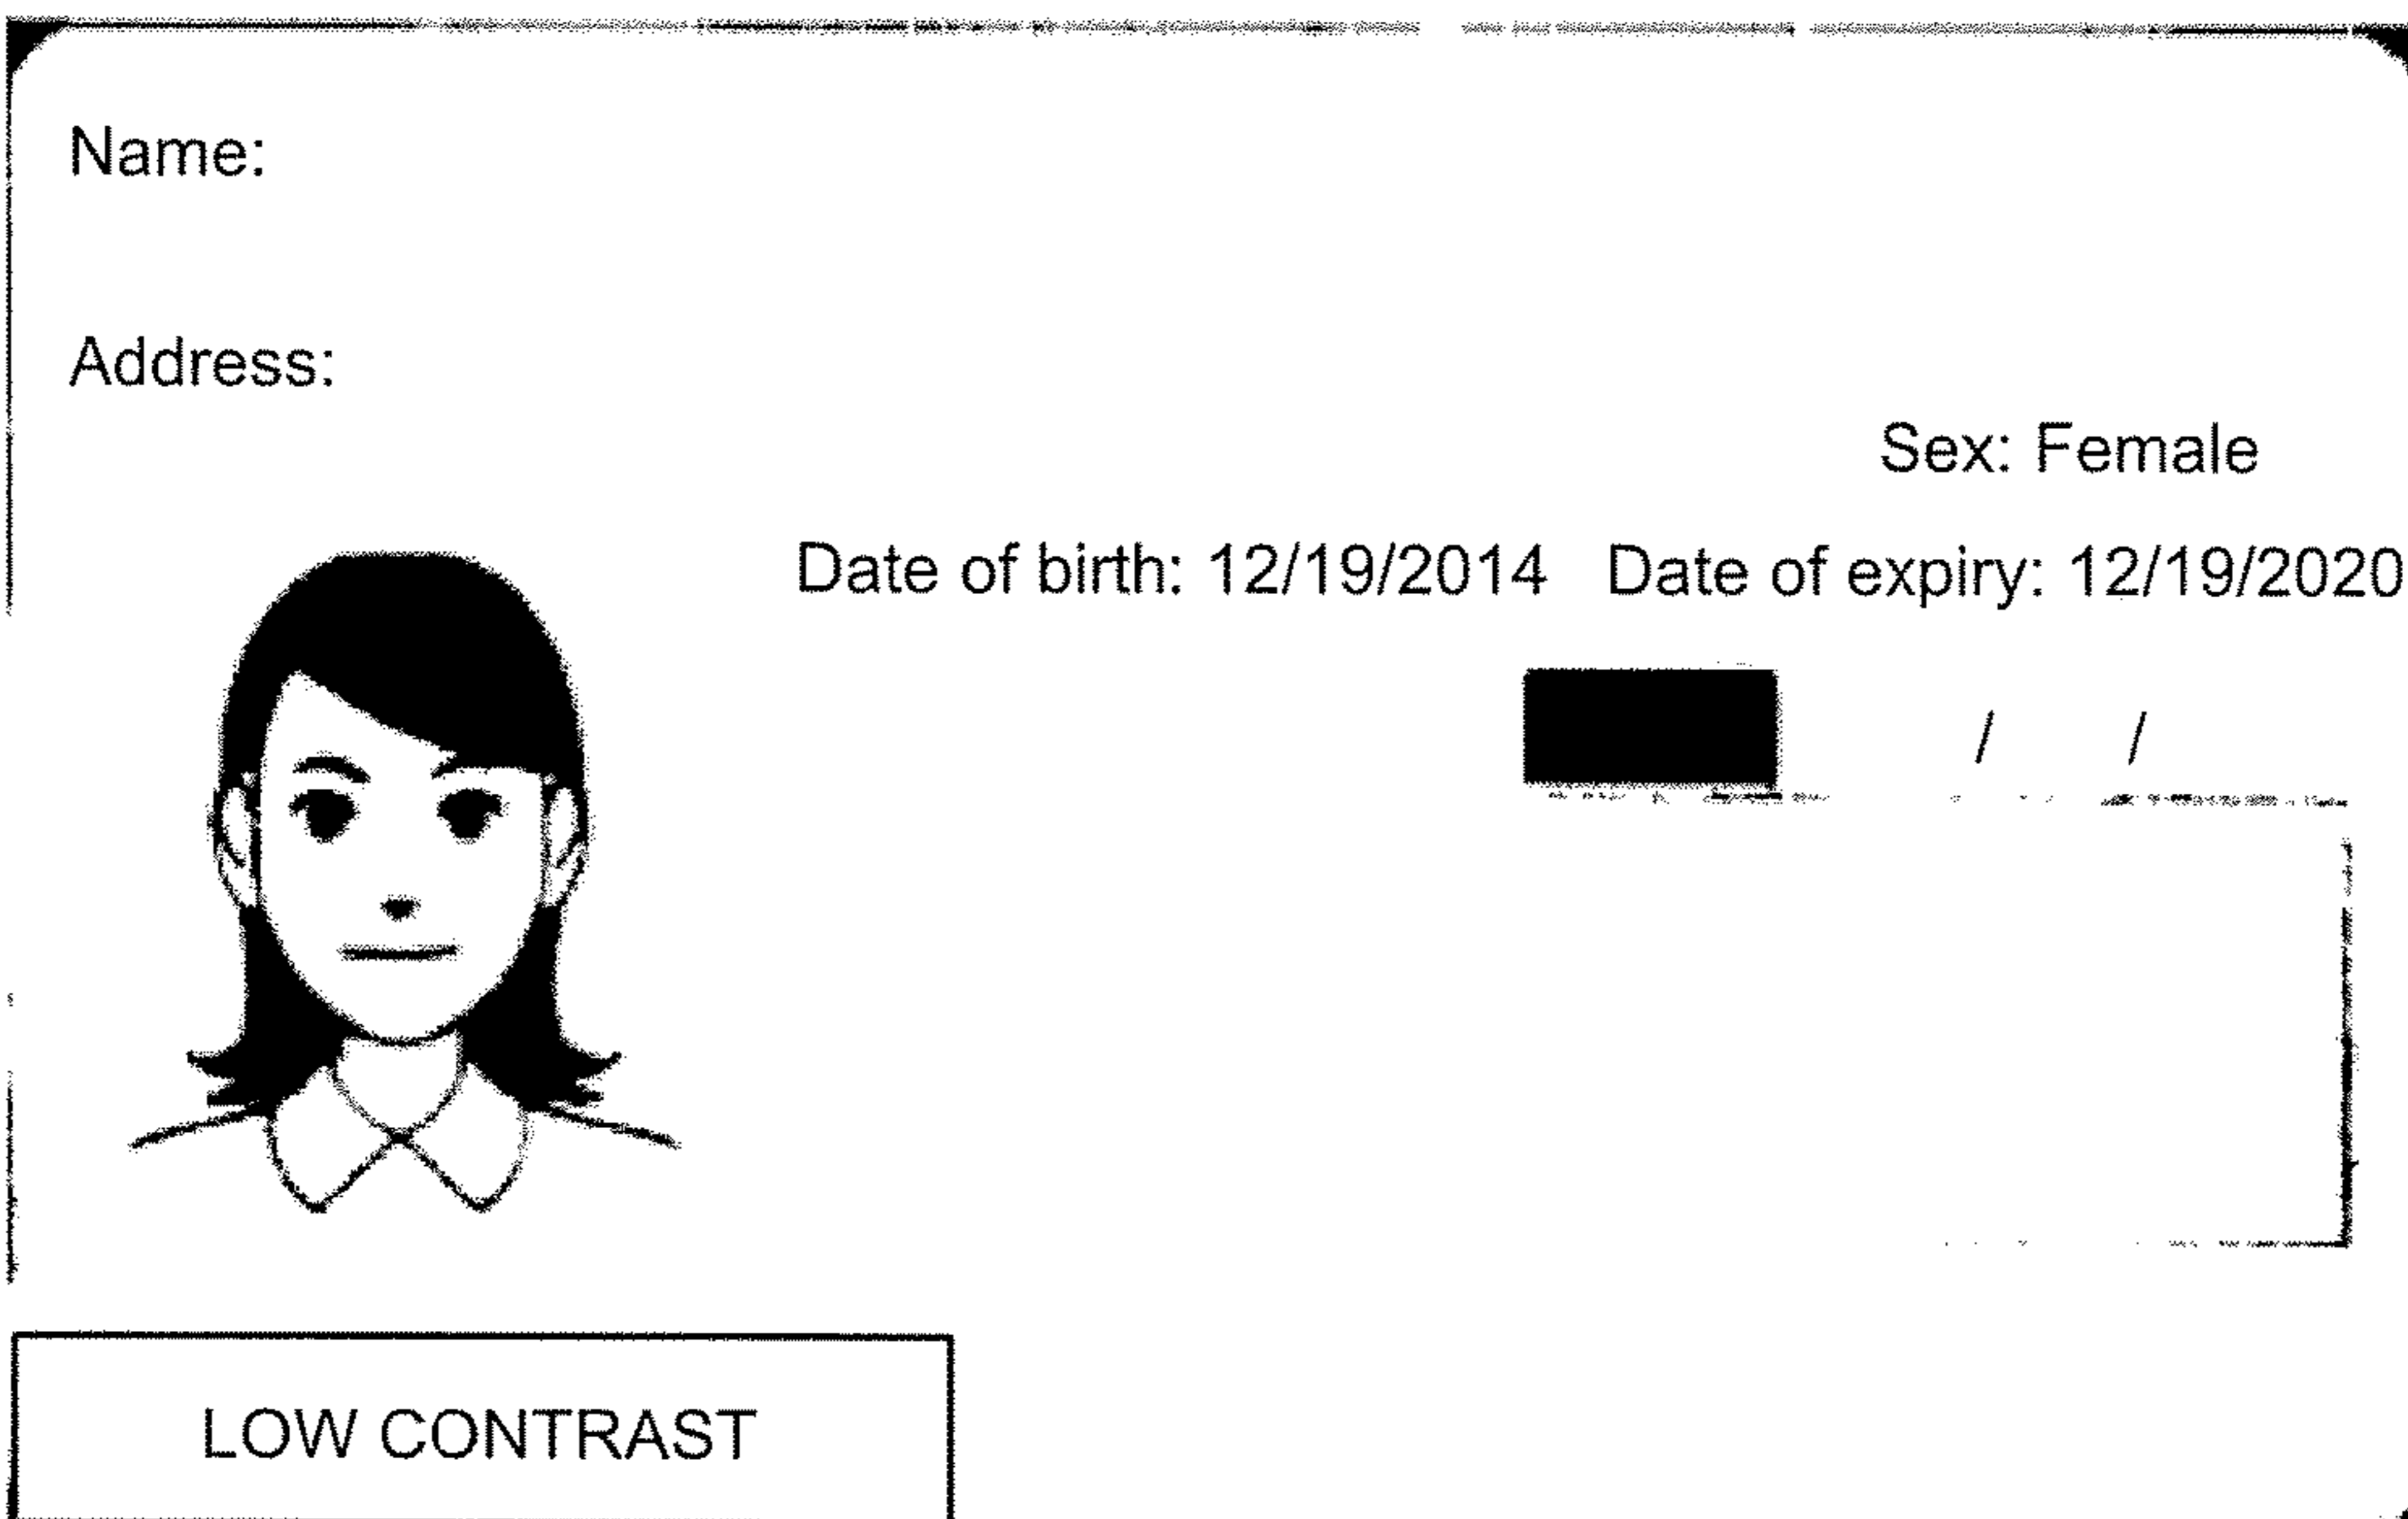 Name:
Address:
Sex: Female
Date of birth: 12/19/2014 Date of expiry: 12/19/2020
/ /
LOW CONTRAST